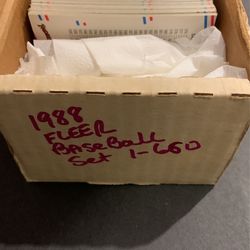 1988
FLEER
BASEBALL
Set 1-660